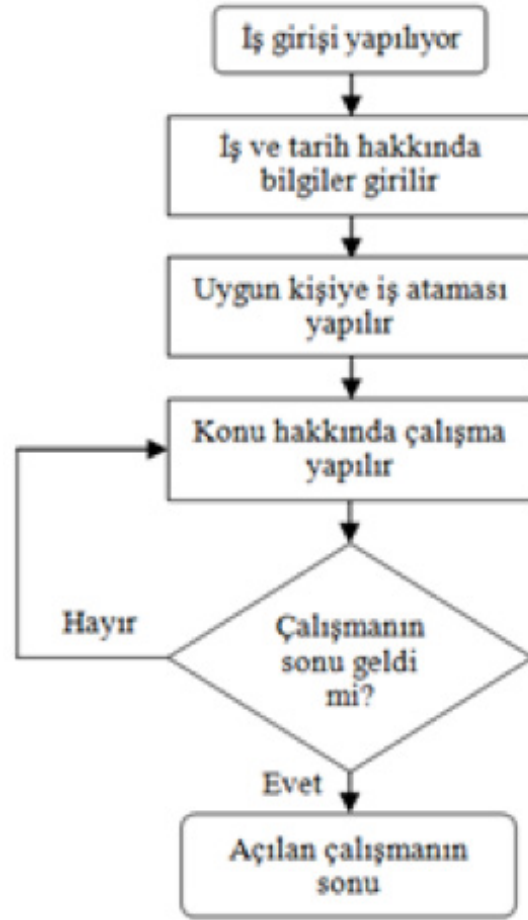 İş girişi yapılıyor
İş ve tarih hakkında
bilgiler girilir
Uygun kişiye iş ataması
yapılır
Konu hakkında çalışma
yapılır
Hayır
Çalışmanın
sonu geldi
mi?
Evet
Açılan çalışmanın
sonu